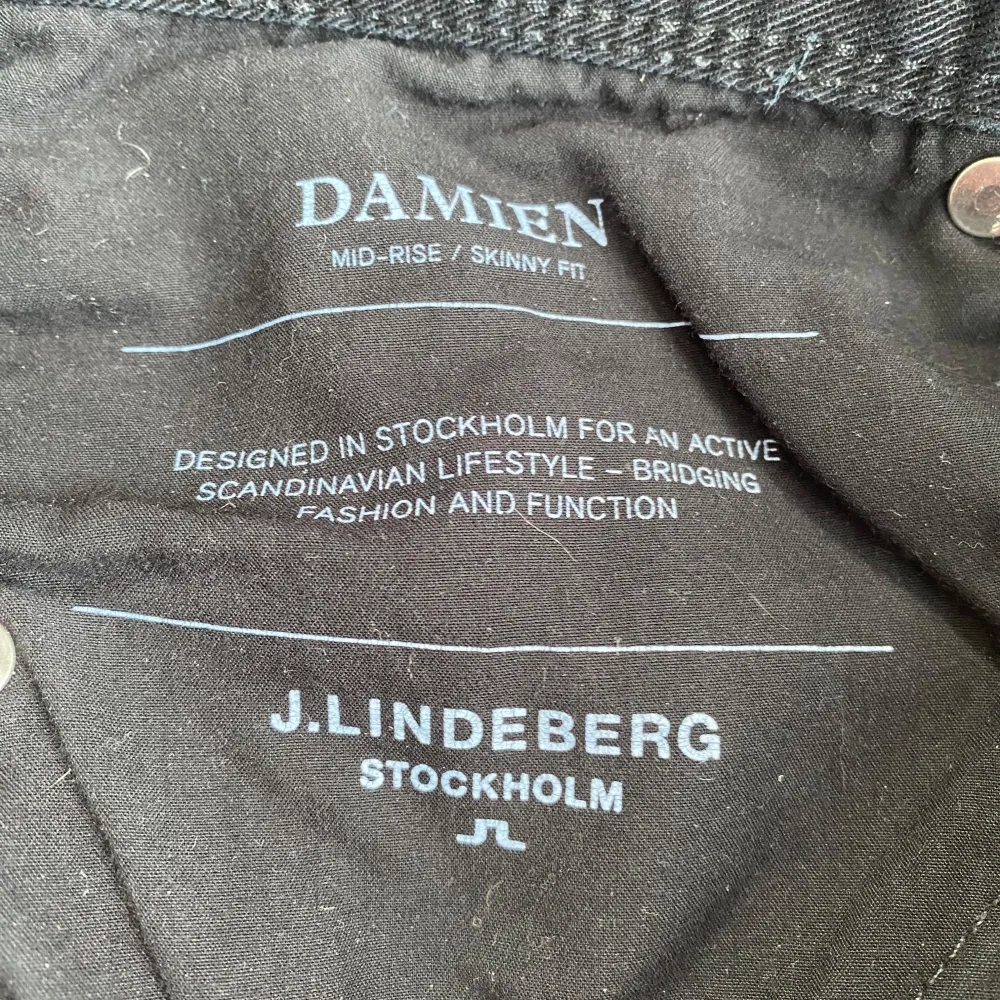 DAMIEN
MID-RISE / SKINNY FIT
DESIGNED IN STOCKHOLM FOR AN ACTIVE
SCANDINAVIAN LIFESTYLE – BRIDGING
FASHION AND FUNCTION
J.LINDEBERG
STOCKHOLM
JL